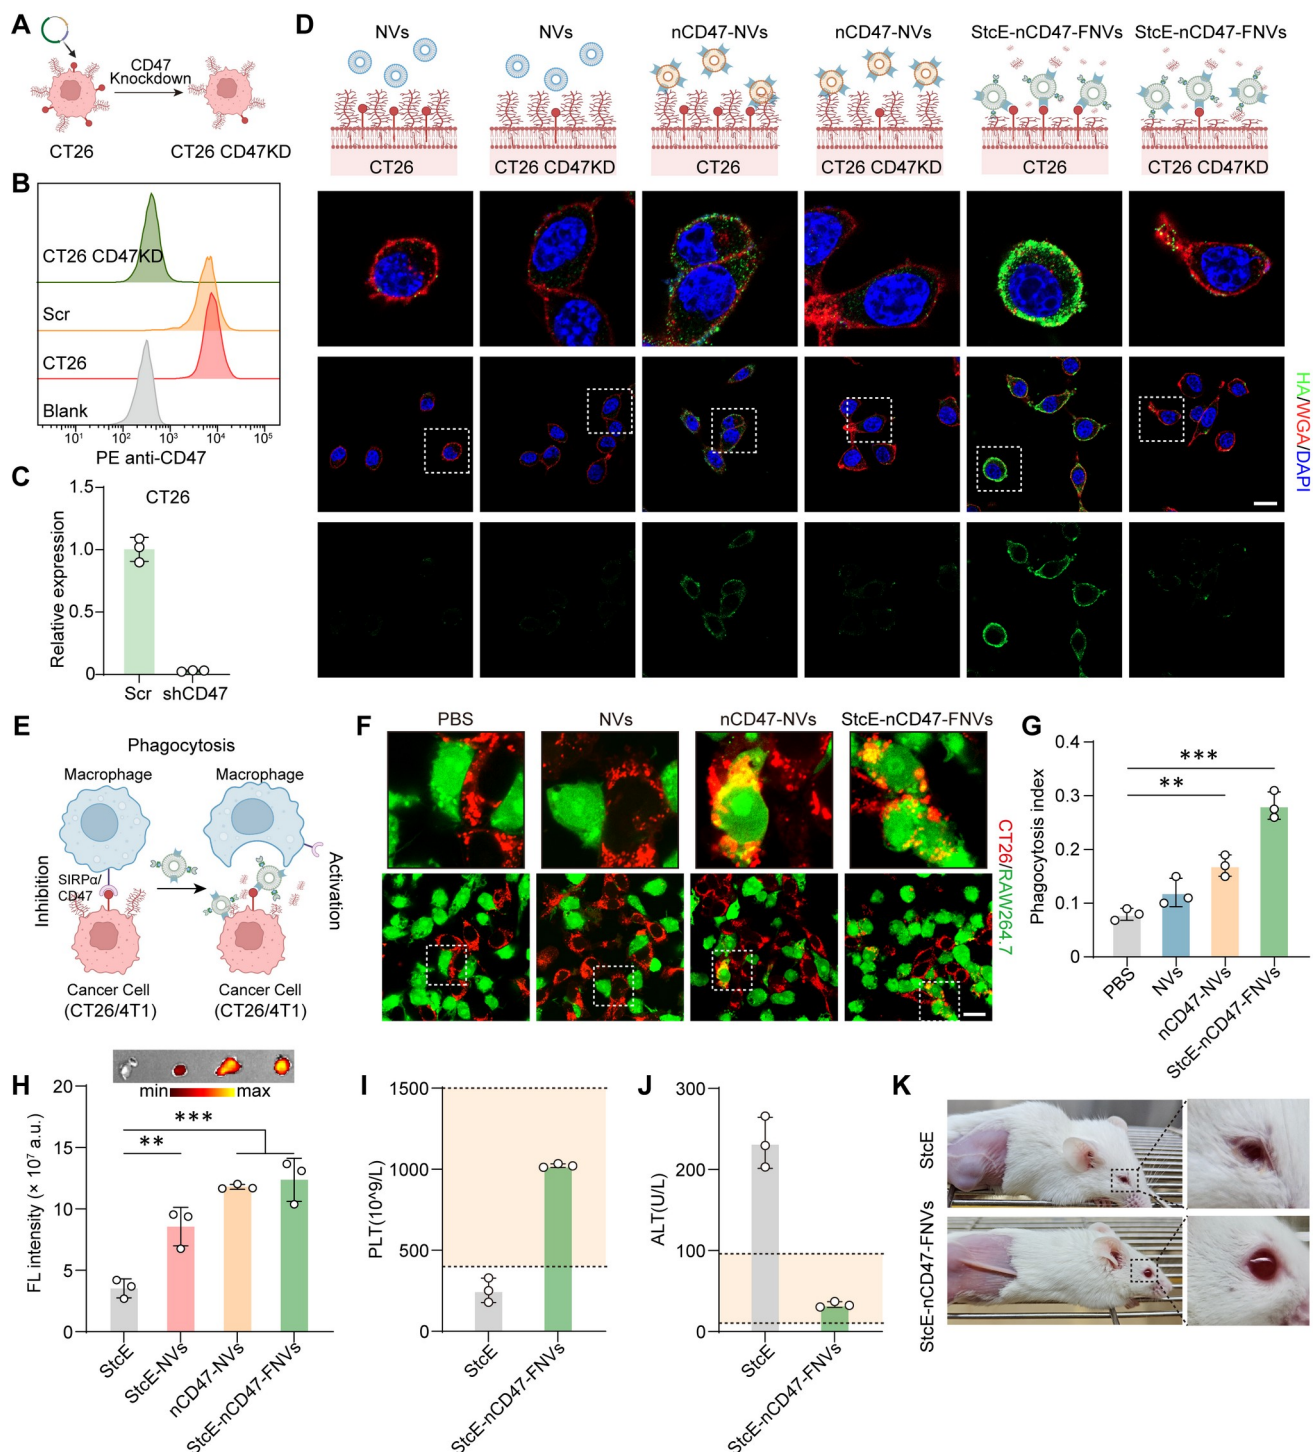 A
CD47
Knockdown
CT26
CT26 CD47KD
B
CT26 CD47KD
Scr
CT26
Blank
10¹ 10² 10³ 10⁴ 10⁵
PE anti-CD47
C
CT26
Relative expression
1.5
1.0
0.5
0
Scr shCD47
D
NVs NVs nCD47-NVs nCD47-NVs StcE-nCD47-FNVs StcE-nCD47-FNVs
CT26 CT26 CD47KD CT26 CT26 CD47KD CT26 CT26 CD47KD
HA/WGA/DAPI
E
Phagocytosis
Macrophage Macrophage
Inhibition
SIRPα/
CD47
Activation
Cancer Cell
(CT26/4T1)
Cancer Cell
(CT26/4T1)
F
PBS NVs nCD47-NVs StcE-nCD47-FNVs
CT26/RAW264.7
G
Phagocytosis index
0.4
0.3
0.2
0.1
0
***
**
PBS
NVs
nCD47-NVs
StcE-nCD47-FNVs
H
min max
FL intensity (× 10⁷ a.u.)
20
15
10
5
0
***
**
StcE
StcE-NVs
nCD47-NVs
StcE-nCD47-FNVs
I
PLT(10^9/L)
1500
1000
500
0
StcE
StcE-nCD47-FNVs
J
ALT(U/L)
300
200
100
0
StcE
StcE-nCD47-FNVs
K
StcE
StcE-nCD47-FNVs